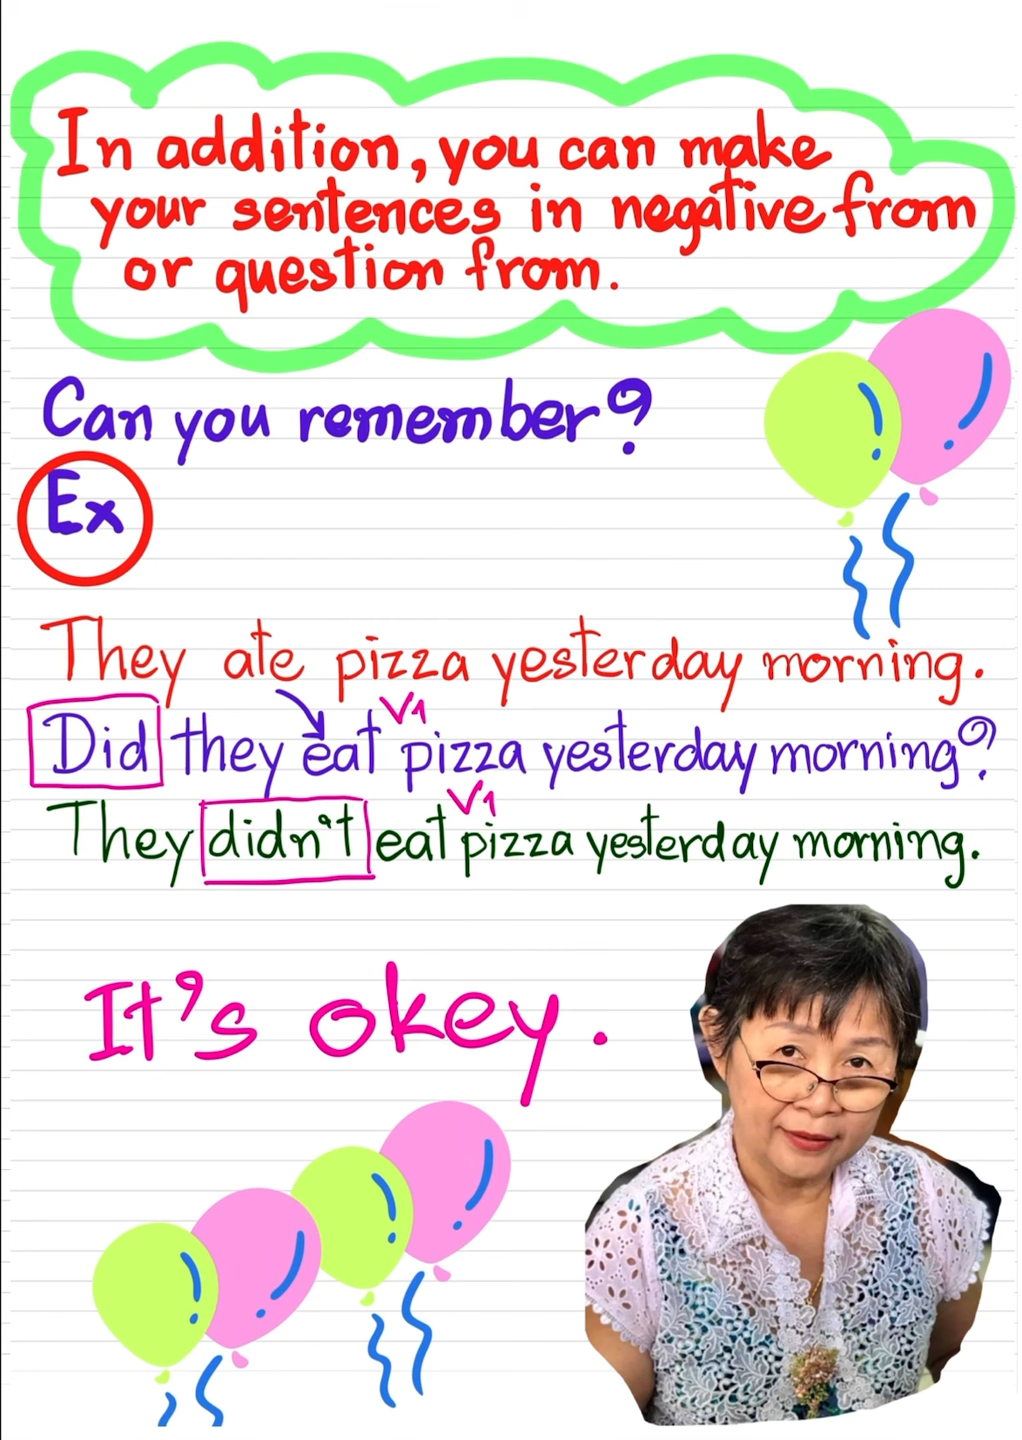 In addition, you can make
your sentences in negative from
or question from.
Can you remember?
Ex
They ate pizza yesterday morning.
V1
Did they eat pizza yesterday morning?
V1
They didn't eat pizza yesterday morning.
It's okey.